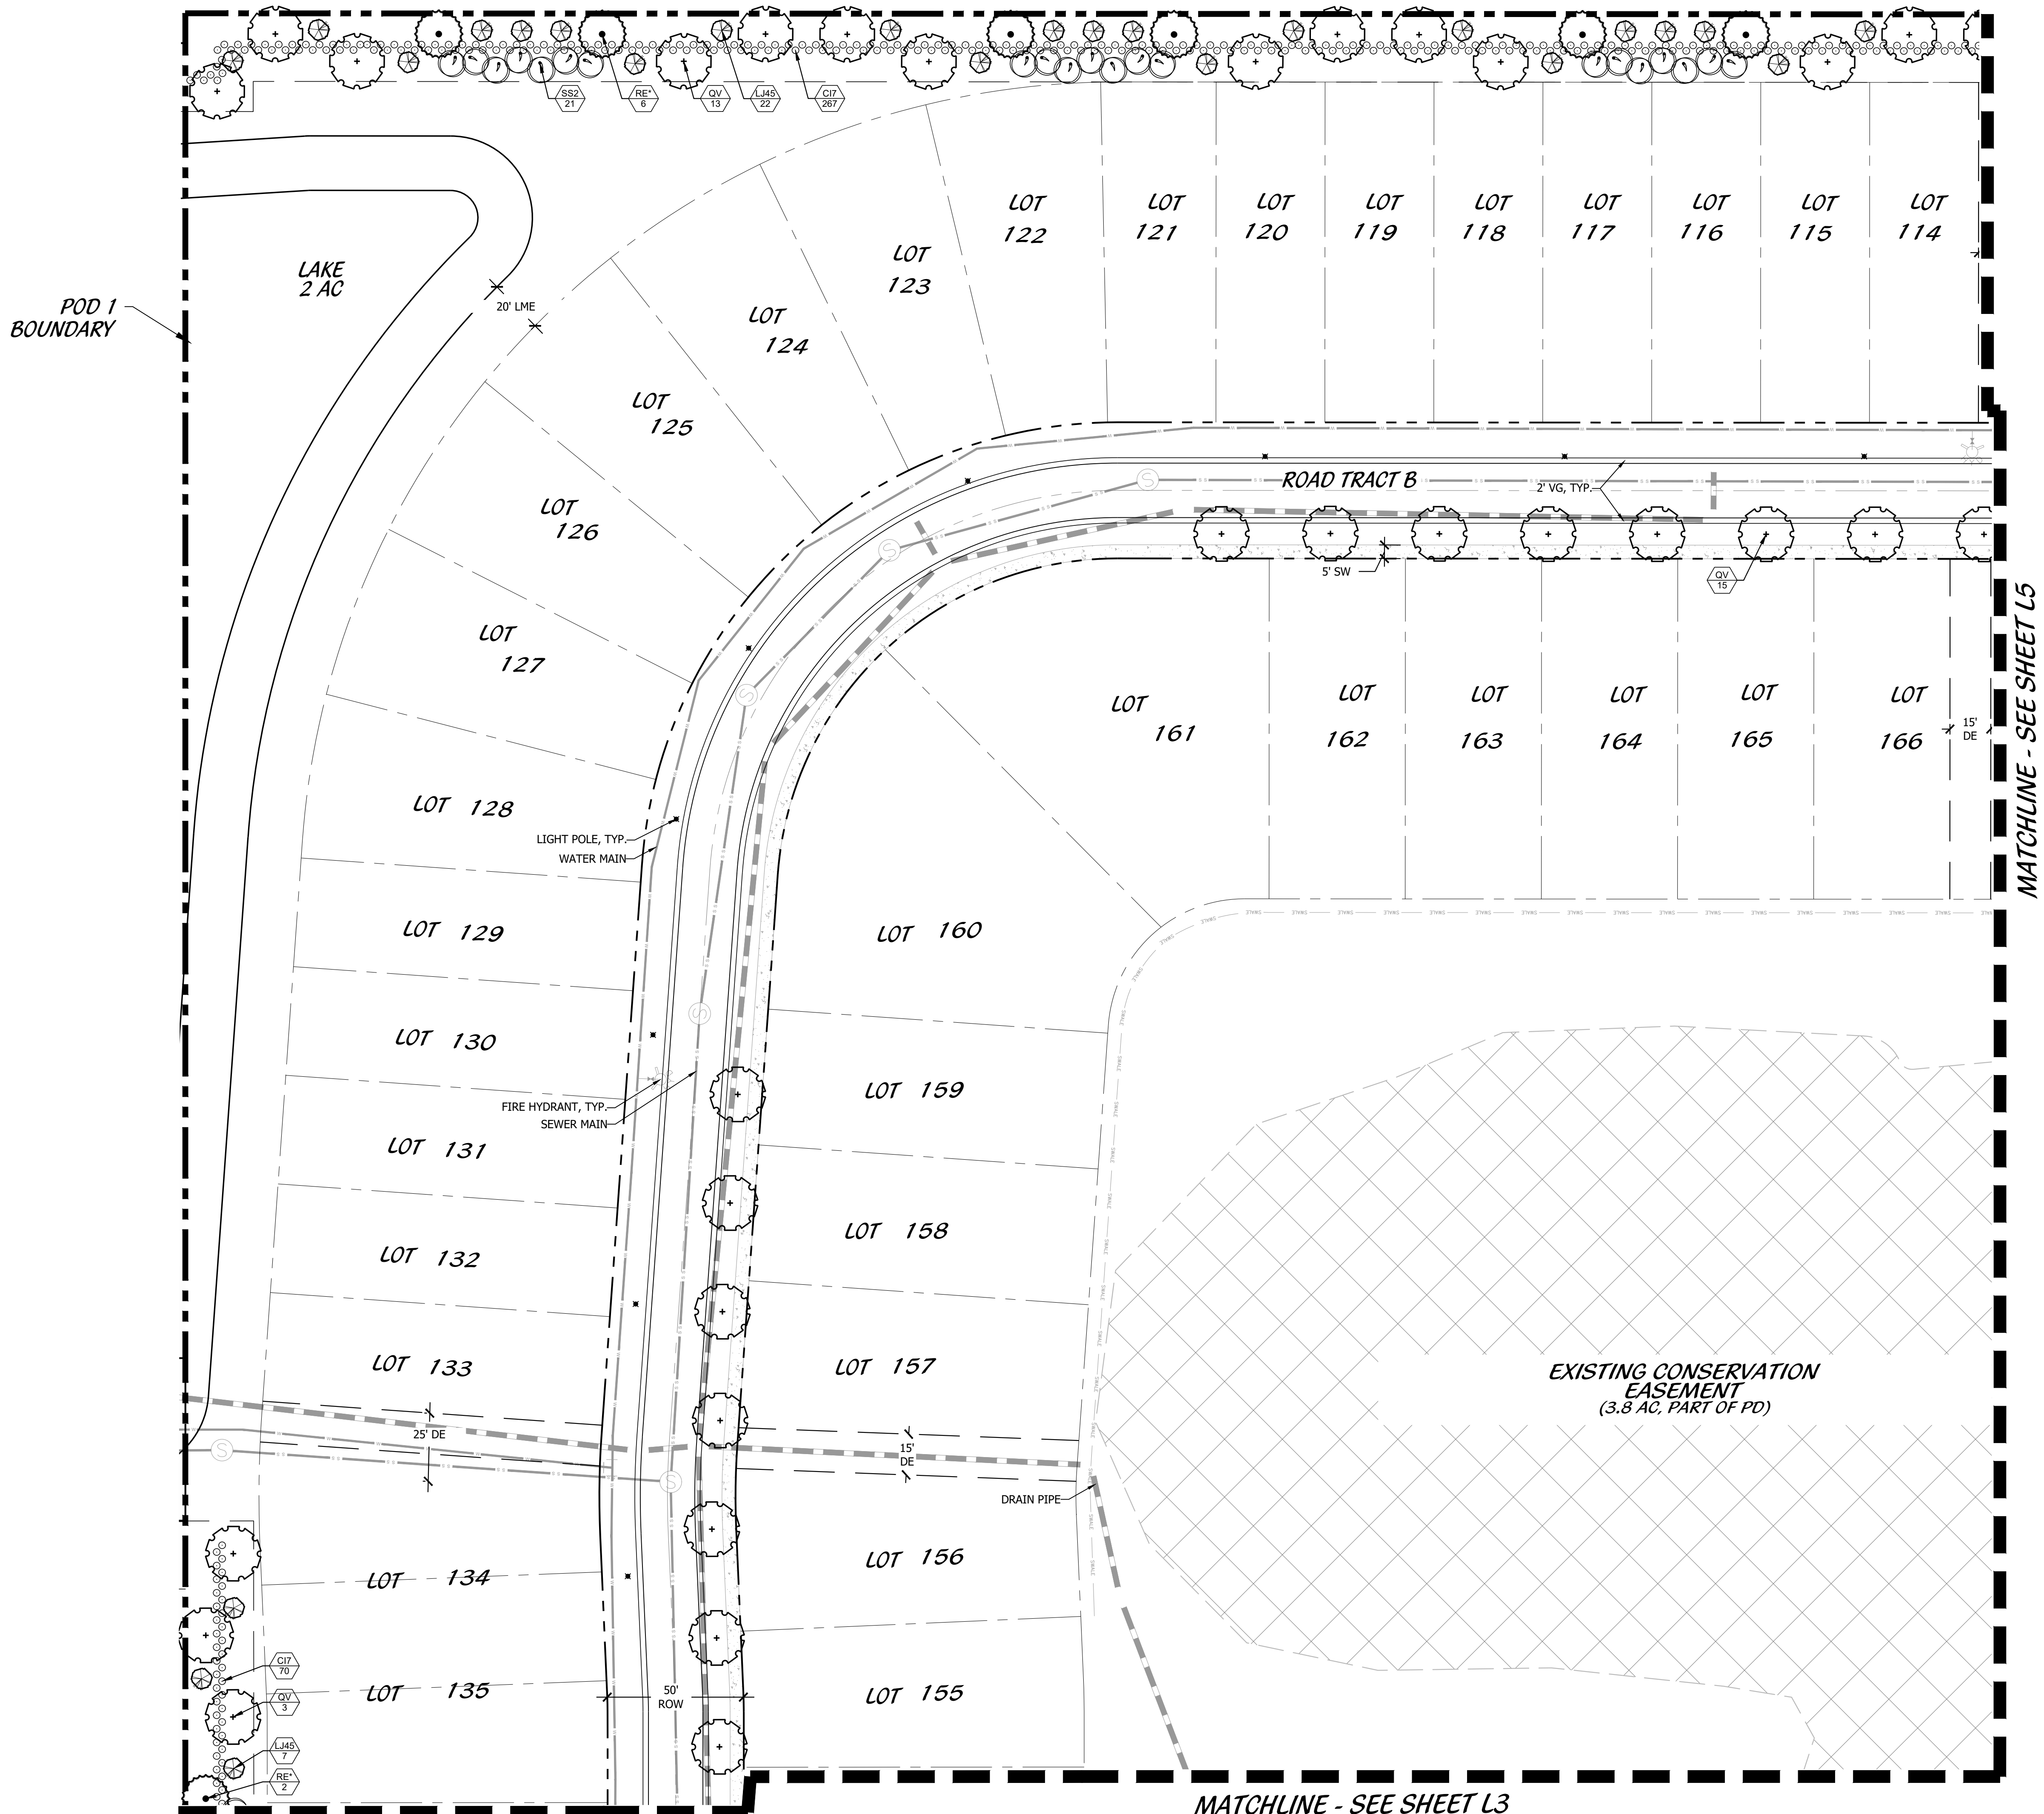 SS2
21
RE*
6
QV
13
LJ45
22
CI7
267
LOT
122
LOT
121
LOT
120
LOT
119
LOT
118
LOT
117
LOT
116
LOT
115
LOT
114
LOT
123
LAKE
2 AC
20' LME
POD 1
BOUNDARY
LOT
124
LOT
125
LOT
126
LOT
127
ROAD TRACT B
2' VG, TYP.
5' SW
QV
15
MATCHLINE - SEE SHEET L5
LOT
161
LOT
162
LOT
163
LOT
164
LOT
165
LOT
166
15'
DE
LOT 128
LIGHT POLE, TYP.
WATER MAIN
LOT 129
LOT 160
SWALE
LOT 130
LOT 159
FIRE HYDRANT, TYP.
SEWER MAIN
LOT 131
LOT 132
LOT 158
LOT 133
LOT 157
EXISTING CONSERVATION
EASEMENT
(3.8 AC, PART OF PD)
25' DE
15'
DE
DRAIN PIPE
LOT 134
LOT 156
CI7
70
QV
3
LOT 135
50'
ROW
LOT 155
LJ45
7
RE*
2
MATCHLINE - SEE SHEET L3